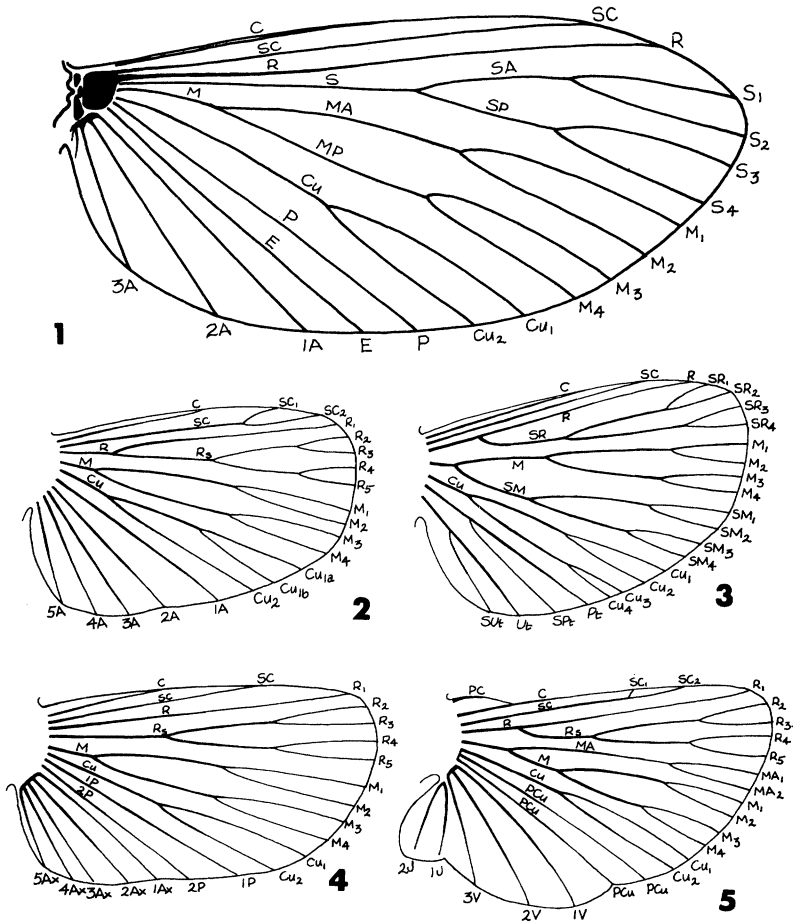 C SC R S SA SP M MA MP Cu P E
SC R S1 S2 S3 S4 M1 M2 M3 M4 Cu1 Cu2 P E 1A 2A 3A
1
C SC R Rs M Cu
SC1 SC2 R1 R2 R3 R4 R5 M1 M2 M3 M4 Cu1a Cu1b Cu2 1A 2A 3A 4A 5A
2
C R SR M SM Cu
SC R SR1 SR2 SR3 SR4 M1 M2 M3 M4 SM1 SM2 SM3 SM4 Cu1 Cu2 Cu3 Cu4 Pt SPt Ut SUt
3
C SC R Rs M Cu 1P 2P
SC R1 R2 R3 R4 R5 M1 M2 M3 M4 Cu1 Cu2 1P 2P 1Ax 2Ax 3Ax 4Ax 5Ax
4
PC C SC R Rs MA M Cu PCu PCu
SC1 SC2 R1 R2 R3 R4 R5 MA1 MA2 M1 M2 M3 M4 Cu1 Cu2 PCu PCu 1V 2V 3V 1J 2J
5